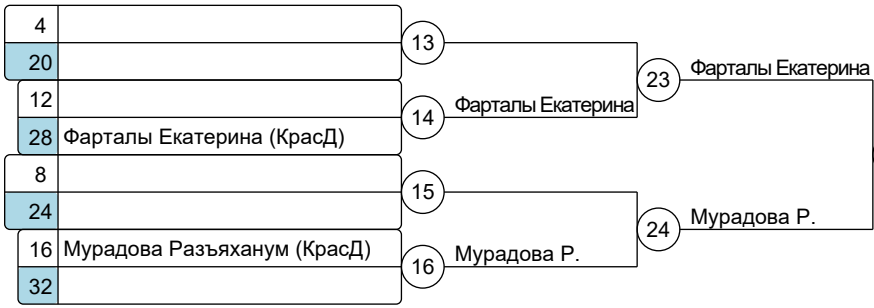 4
13
20
23 Фарталы Екатерина
12
14 Фарталы Екатерина
28 Фарталы Екатерина (КрасД)
8
15
24
24 Мурадова Р.
16 Мурадова Разъяханум (КрасД)
16 Мурадова Р.
32